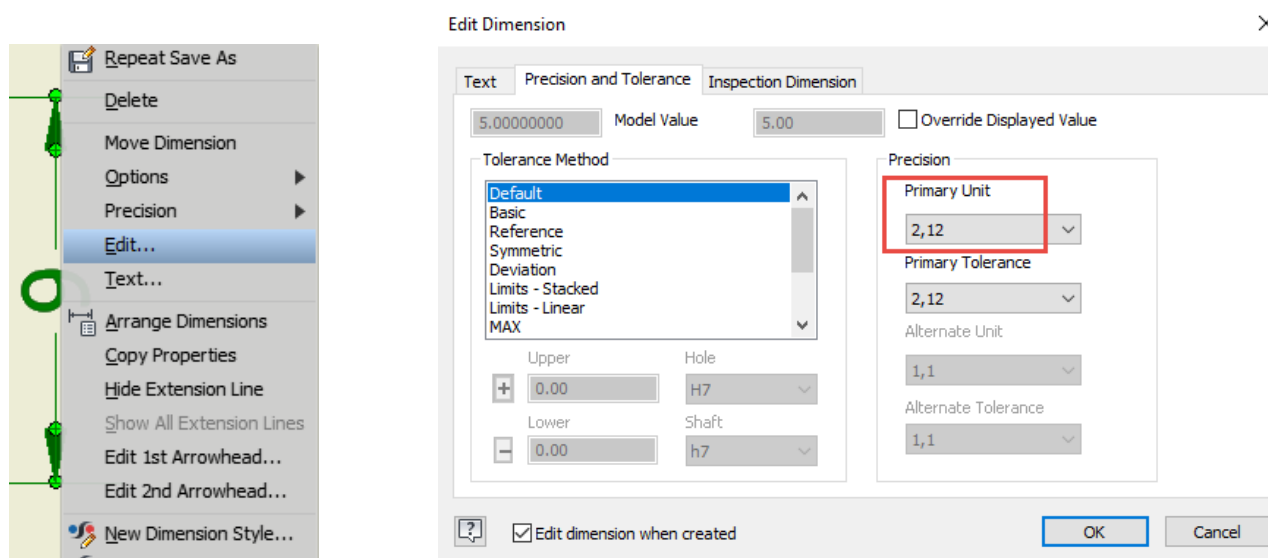 Repeat Save As
Delete
Move Dimension
Options
Precision
Edit...
Text...
Arrange Dimensions
Copy Properties
Hide Extension Line
Show All Extension Lines
Edit 1st Arrowhead...
Edit 2nd Arrowhead...
New Dimension Style...
Edit Dimension
Text Precision and Tolerance Inspection Dimension
5.00000000 Model Value 5.00 Override Displayed Value
Tolerance Method
Default
Basic
Reference
Symmetric
Deviation
Limits - Stacked
Limits - Linear
MAX
Upper Hole
0.00 H7
Lower Shaft
0.00 h7
Precision
Primary Unit
2,12
Primary Tolerance
2,12
Alternate Unit
1,1
Alternate Tolerance
1,1
Edit dimension when created
OK Cancel